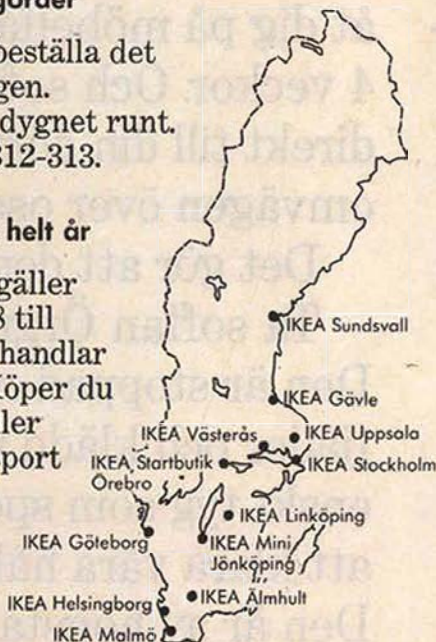 beställa det
gen.
dygnet runt.
312-313.
helt år
gäller
till
handlar
Köper du
ller
sport
IKEA Sundsvall
IKEA Gävle
IKEA Västerås
IKEA Uppsala
IKEA Startbutik
Örebro
IKEA Stockholm
IKEA Linköping
IKEA Göteborg
IKEA Mini
Jönköping
IKEA Helsingborg
IKEA Älmhult
IKEA Malmö